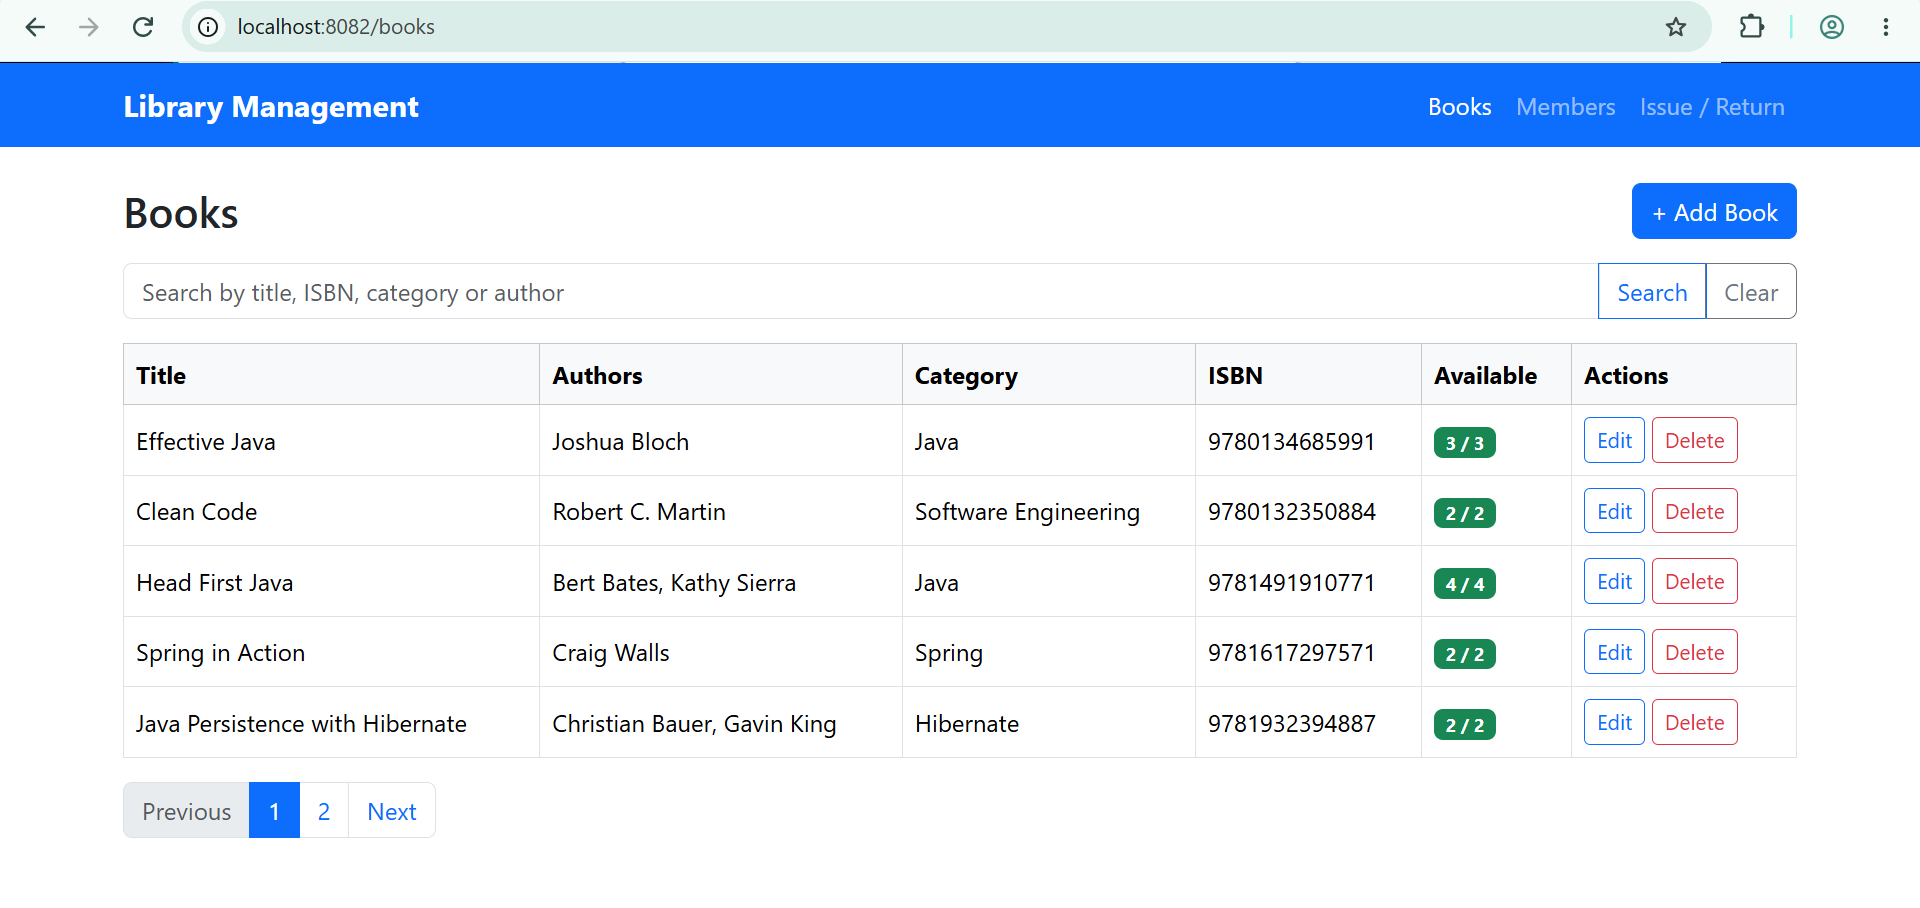 localhost:8082/books
Library Management Books Members Issue / Return
Books + Add Book
Search by title, ISBN, category or author Search Clear
Title Authors Category ISBN Available Actions
Effective Java Joshua Bloch Java 9780134685991 3 / 3 Edit Delete
Clean Code Robert C. Martin Software Engineering 9780132350884 2 / 2 Edit Delete
Head First Java Bert Bates, Kathy Sierra Java 9781491910771 4 / 4 Edit Delete
Spring in Action Craig Walls Spring 9781617297571 2 / 2 Edit Delete
Java Persistence with Hibernate Christian Bauer, Gavin King Hibernate 9781932394887 2 / 2 Edit Delete
Previous 1 2 Next